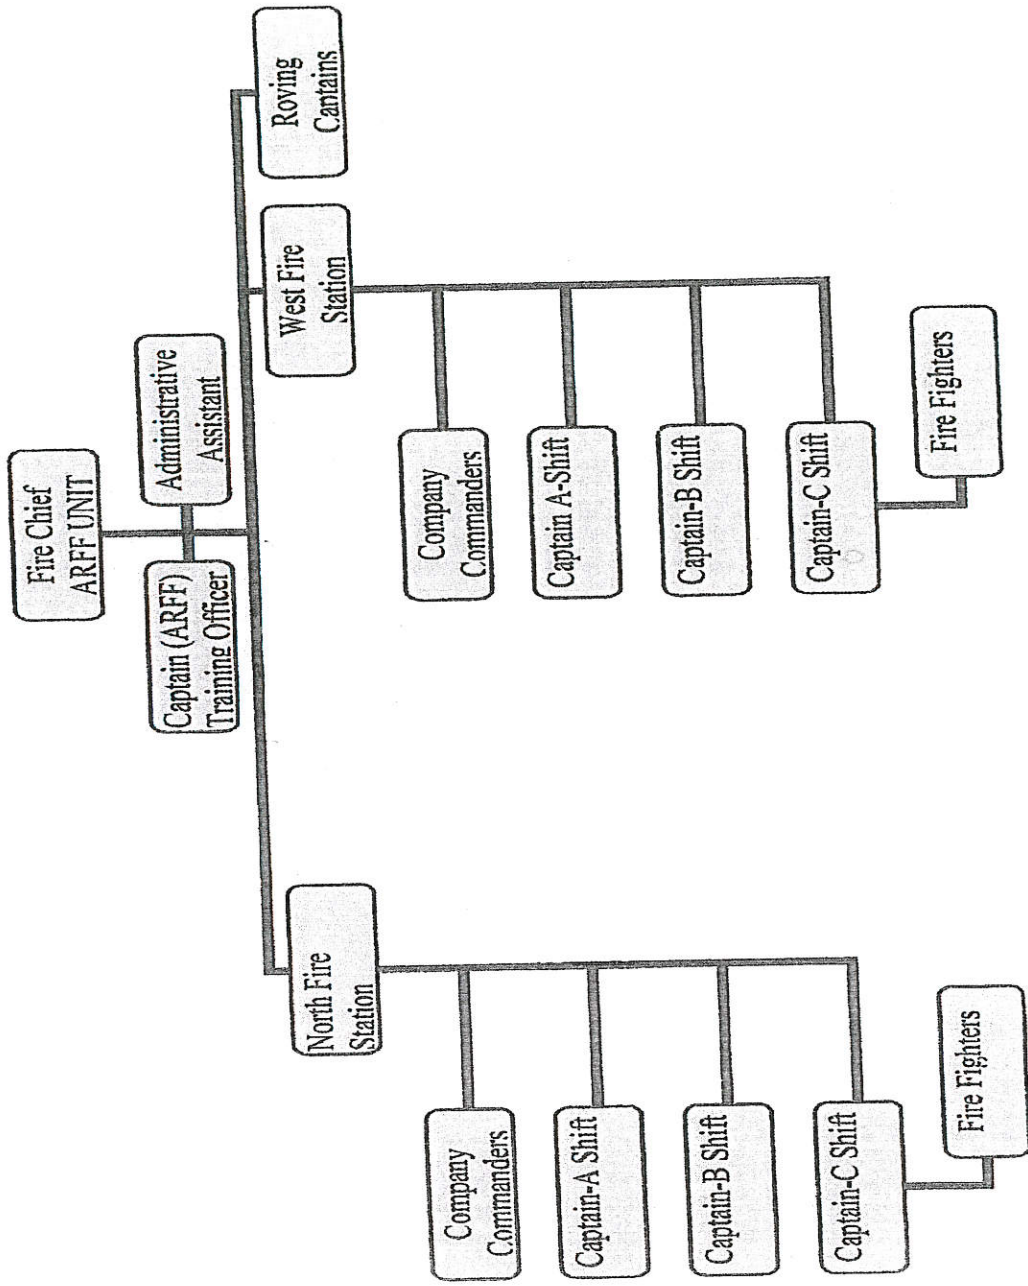 Fire Chief
ARFF UNIT
Captain (ARFF)
Training Officer
Administrative
Assistant
North Fire
Station
West Fire
Station
Roving
Captains
Company
Commanders
Captain-A Shift
Captain-B Shift
Captain-C Shift
Fire Fighters
Company
Commanders
Captain A-Shift
Captain-B Shift
Captain-C Shift
Fire Fighters